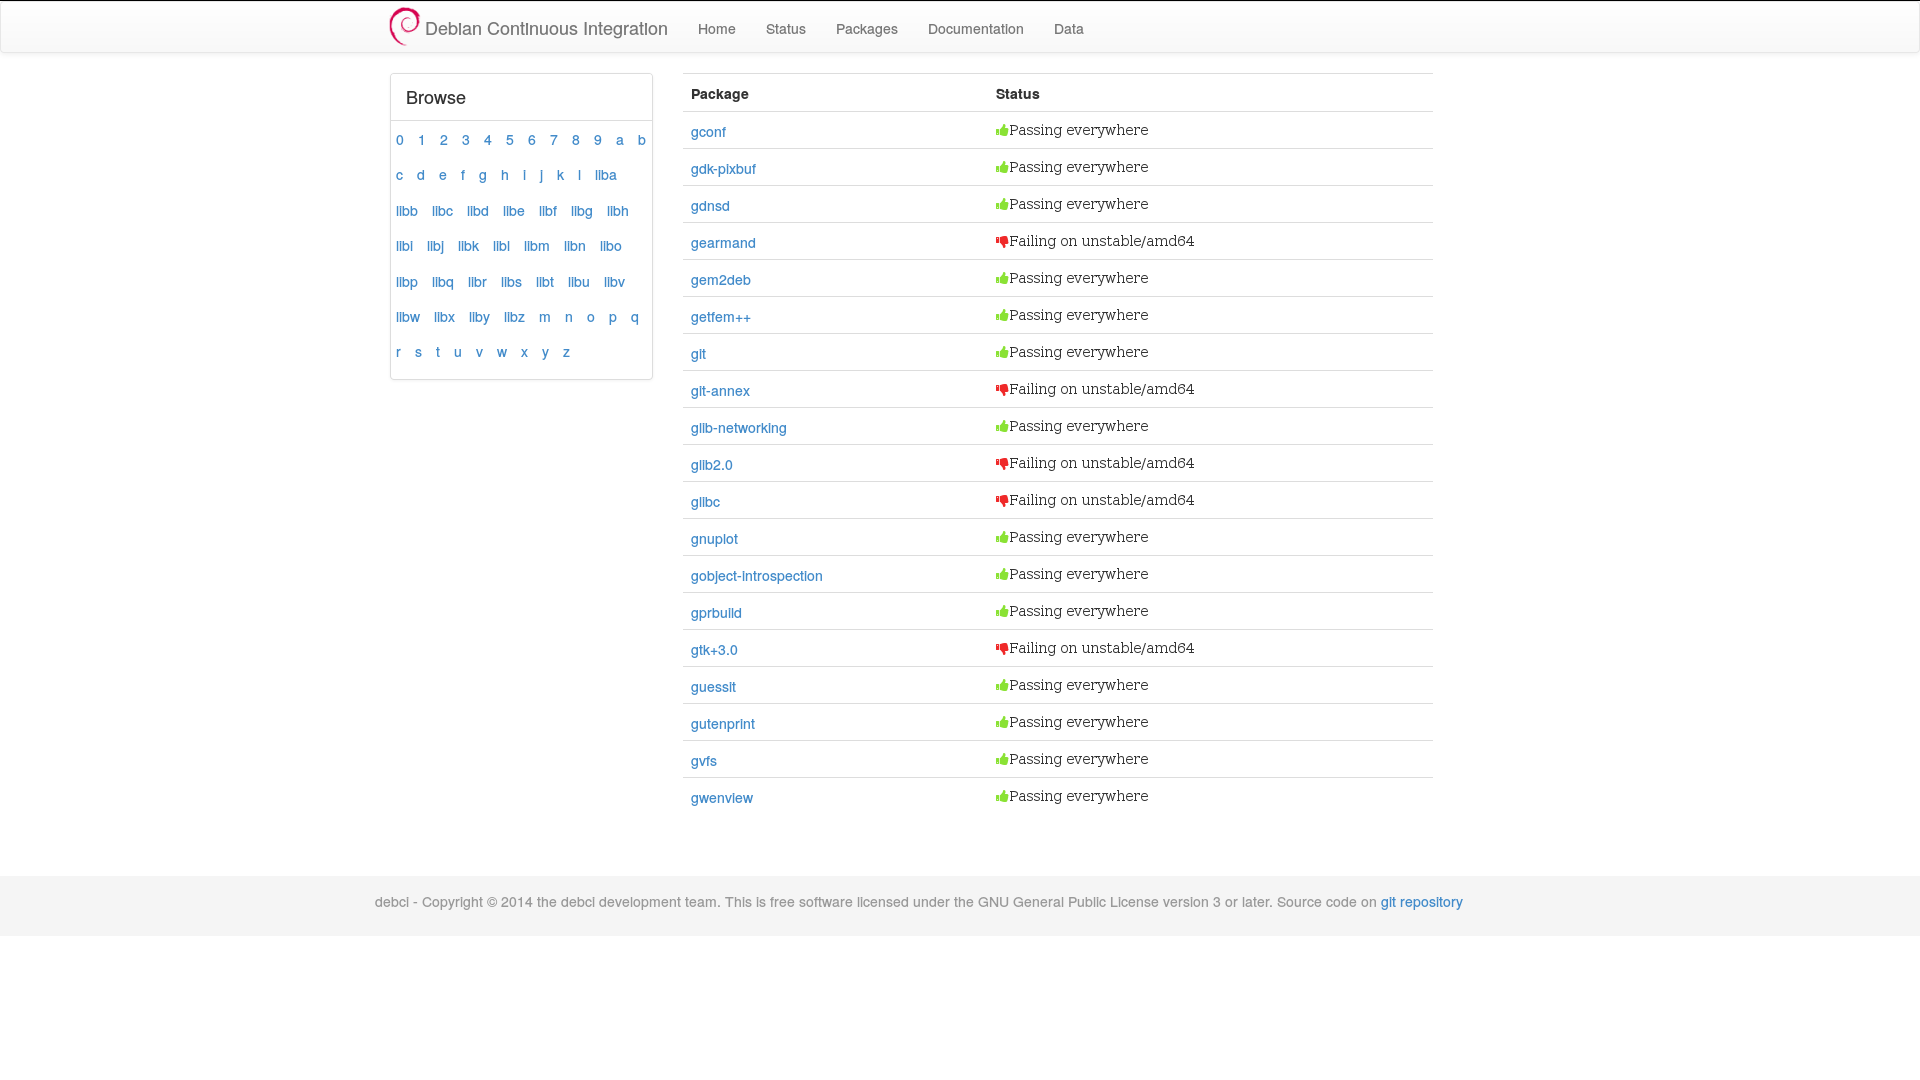 Debian Continuous Integration Home Status Packages Documentation Data
Browse
0 1 2 3 4 5 6 7 8 9 a b
c d e f g h i j k l liba
libb libc libd libe libf libg libh
libi libj libk libl libm libn libo
libp libq libr libs libt libu libv
libw libx liby libz m n o p q
r s t u v w x y z
Package Status
gconf Passing everywhere
gdk-pixbuf Passing everywhere
gdnsd Passing everywhere
gearmand Failing on unstable/amd64
gem2deb Passing everywhere
getfem++ Passing everywhere
git Passing everywhere
git-annex Failing on unstable/amd64
glib-networking Passing everywhere
glib2.0 Failing on unstable/amd64
glibc Failing on unstable/amd64
gnuplot Passing everywhere
gobject-introspection Passing everywhere
gprbuild Passing everywhere
gtk+3.0 Failing on unstable/amd64
guessit Passing everywhere
gutenprint Passing everywhere
gvfs Passing everywhere
gwenview Passing everywhere
debci - Copyright © 2014 the debci development team. This is free software licensed under the GNU General Public License version 3 or later. Source code on git repository